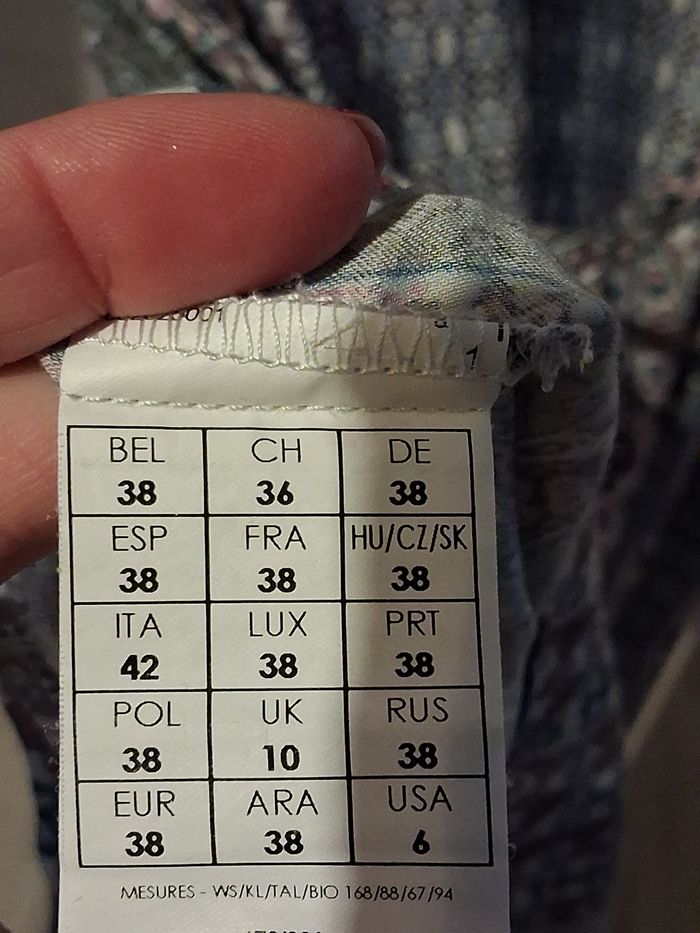 BEL CH DE
38 36 38
ESP FRA HU/CZ/SK
38 38 38
ITA LUX PRT
42 38 38
POL UK RUS
38 10 38
EUR ARA USA
38 38 6
MESURES - WS/KL/TAL/BIO 168/88/67/94